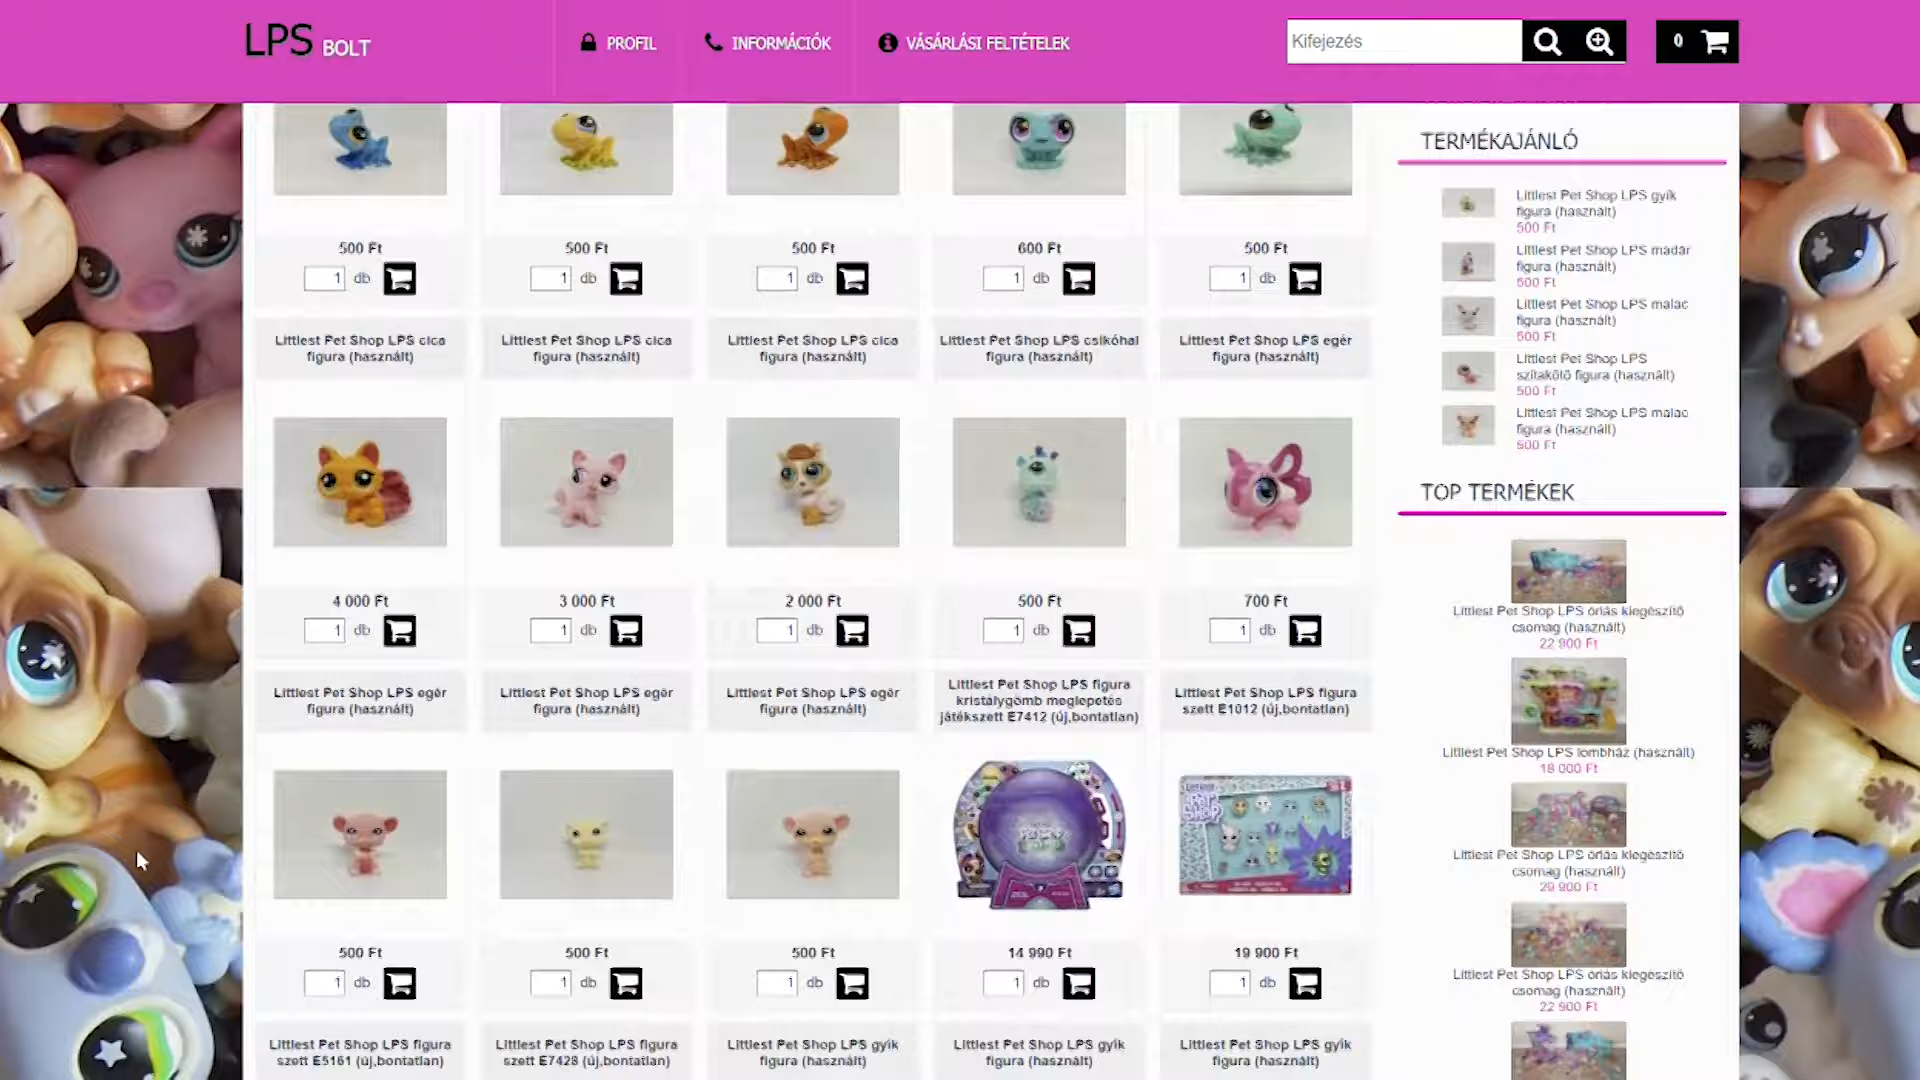 LPS BOLT
PROFIL
INFORMÁCIÓK
VÁSÁRLÁSI FELTÉTELEK
Kifejezés
0
500 Ft
500 Ft
500 Ft
600 Ft
500 Ft
1 db
1 db
1 db
1 db
1 db
Littlest Pet Shop LPS cica
figura (használt)
Littlest Pet Shop LPS cica
figura (használt)
Littlest Pet Shop LPS cica
figura (használt)
Littlest Pet Shop LPS csikóhal
figura (használt)
Littlest Pet Shop LPS egér
figura (használt)
4 000 Ft
3 000 Ft
2 000 Ft
500 Ft
700 Ft
1 db
1 db
1 db
1 db
1 db
Littlest Pet Shop LPS egér
figura (használt)
Littlest Pet Shop LPS egér
figura (használt)
Littlest Pet Shop LPS egér
figura (használt)
Littlest Pet Shop LPS figura
kristálygömb meglepetés
játékszett E7412 (új,bontatlan)
Littlest Pet Shop LPS figura
szett E1012 (új,bontatlan)
500 Ft
500 Ft
500 Ft
14 990 Ft
19 900 Ft
1 db
1 db
1 db
1 db
1 db
Littlest Pet Shop LPS figura
szett E5161 (új,bontatlan)
Littlest Pet Shop LPS figura
szett E7428 (új,bontatlan)
Littlest Pet Shop LPS gyík
figura (használt)
Littlest Pet Shop LPS gyík
figura (használt)
Littlest Pet Shop LPS gyík
figura (használt)
TERMÉKAJÁNLÓ
Littlest Pet Shop LPS gyík
figura (használt)
500 Ft
Littlest Pet Shop LPS madár
figura (használt)
500 Ft
Littlest Pet Shop LPS malac
figura (használt)
500 Ft
Littlest Pet Shop LPS
szitakötő figura (használt)
500 Ft
Littlest Pet Shop LPS malac
figura (használt)
500 Ft
TOP TERMÉKEK
Littlest Pet Shop LPS óriás kiegészítő
csomag (használt)
22 900 Ft
Littlest Pet Shop LPS lombház (használt)
18 000 Ft
Littlest Pet Shop LPS óriás kiegészítő
csomag (használt)
29 900 Ft
Littlest Pet Shop LPS óriás kiegészítő
csomag (használt)
22 900 Ft